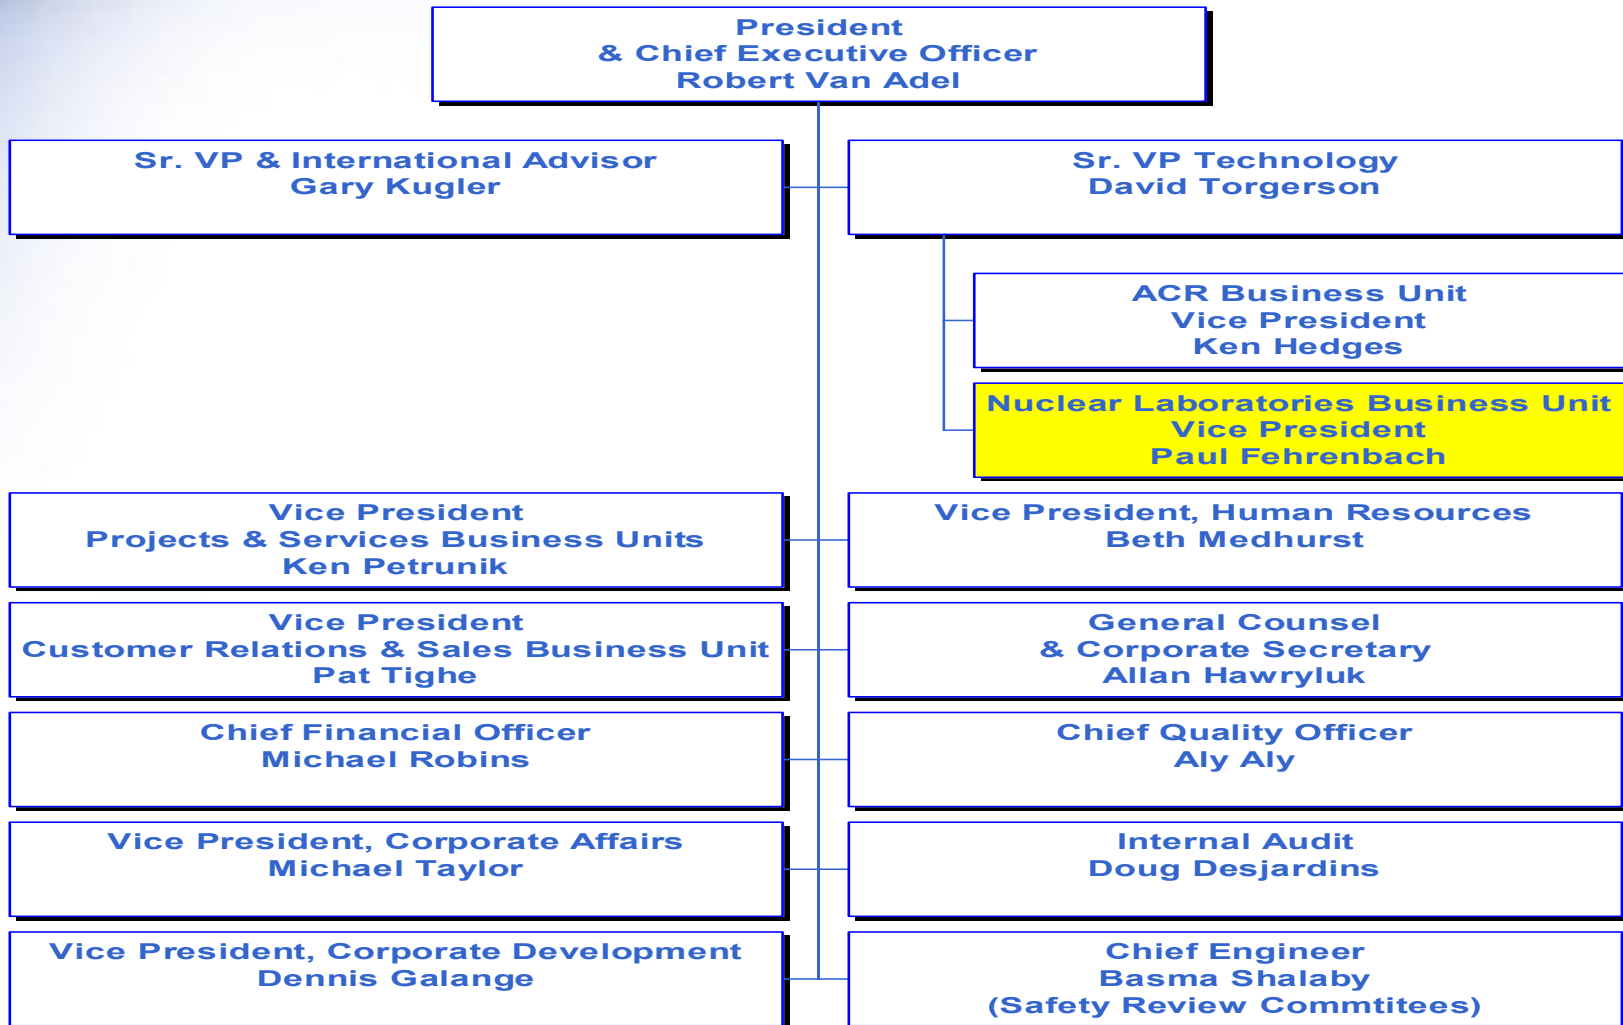 President
& Chief Executive Officer
Robert Van Adel
Sr. VP & International Advisor
Gary Kugler
Sr. VP Technology
David Torgerson
ACR Business Unit
Vice President
Ken Hedges
Nuclear Laboratories Business Unit
Vice President
Paul Fehrenbach
Vice President
Projects & Services Business Units
Ken Petrunik
Vice President, Human Resources
Beth Medhurst
Vice President
Customer Relations & Sales Business Unit
Pat Tighe
General Counsel
& Corporate Secretary
Allan Hawryluk
Chief Financial Officer
Michael Robins
Chief Quality Officer
Aly Aly
Vice President, Corporate Affairs
Michael Taylor
Internal Audit
Doug Desjardins
Vice President, Corporate Development
Dennis Galange
Chief Engineer
Basma Shalaby
(Safety Review Commtitees)